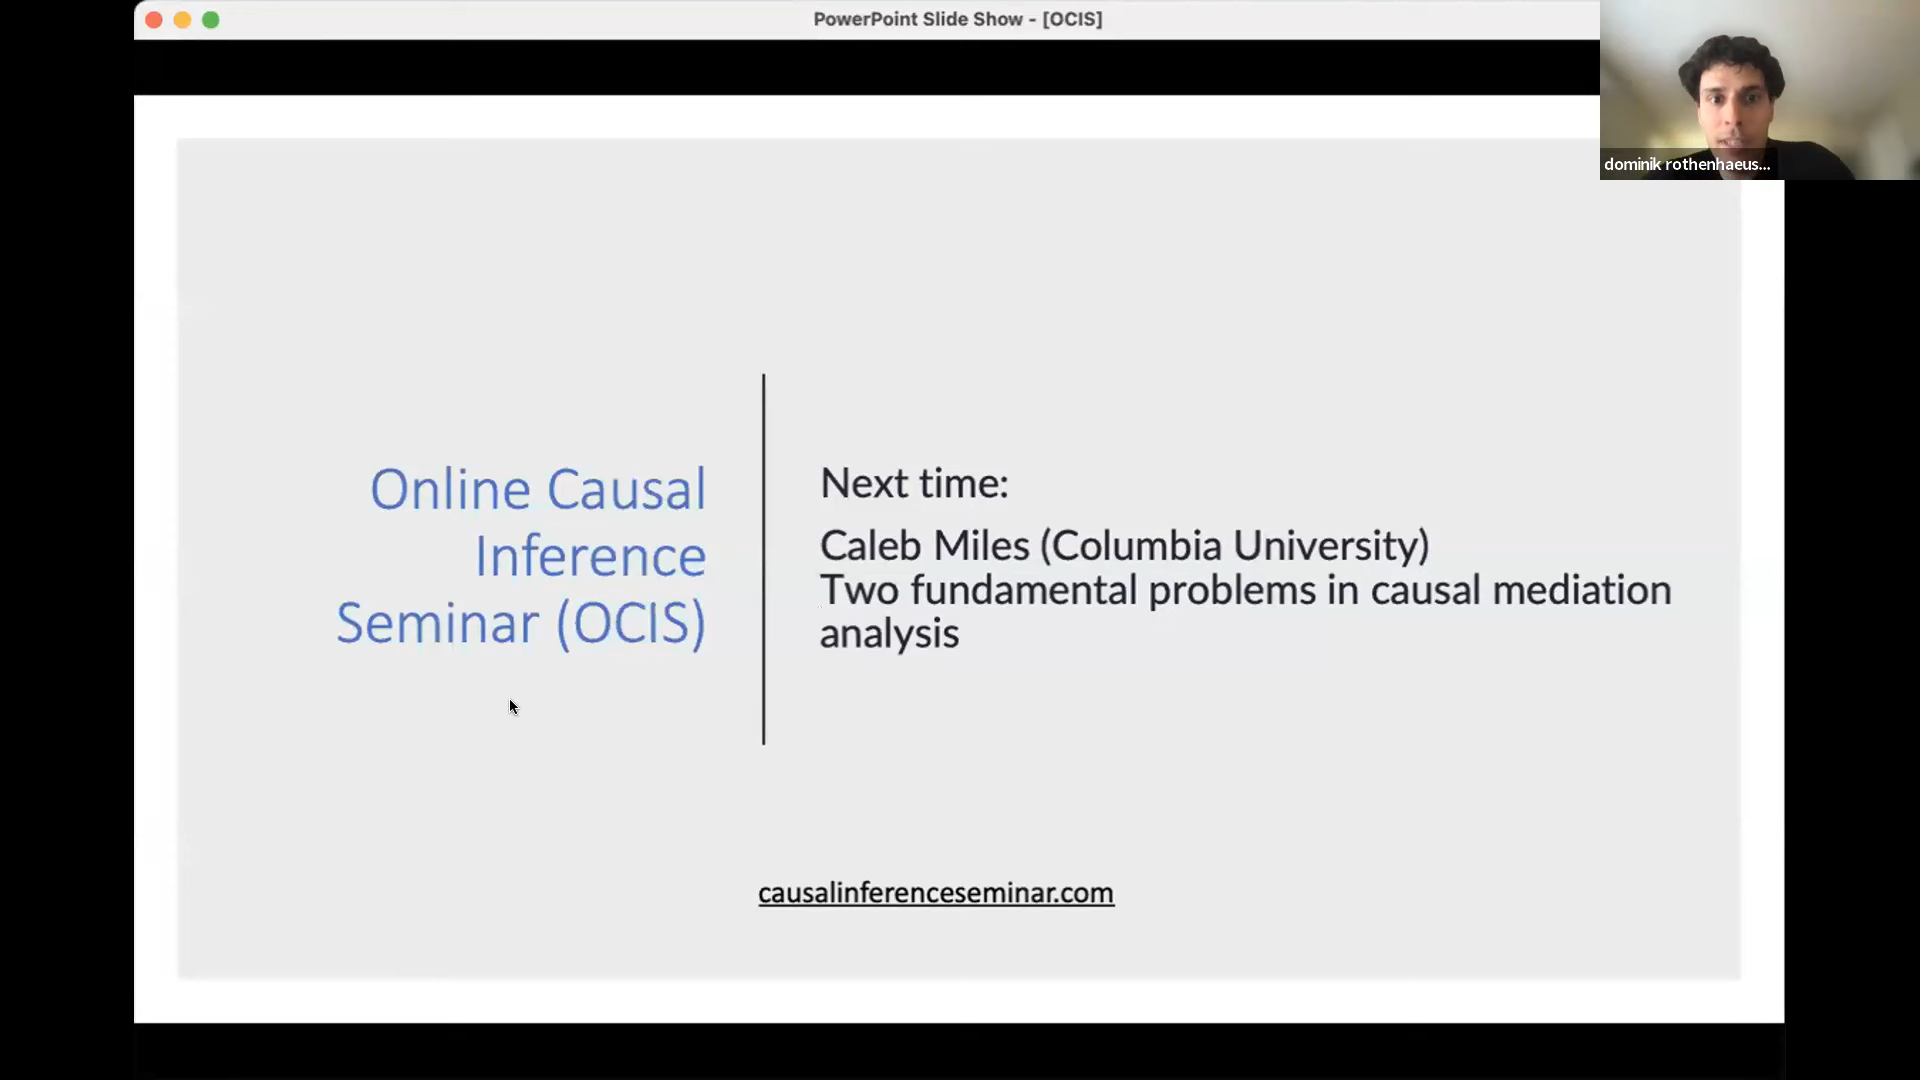 PowerPoint Slide Show - [OCIS]
dominik rothenhaeus...
Online Causal
Inference
Seminar (OCIS)
Next time:
Caleb Miles (Columbia University)
Two fundamental problems in causal mediation
analysis
causalinferenceseminar.com